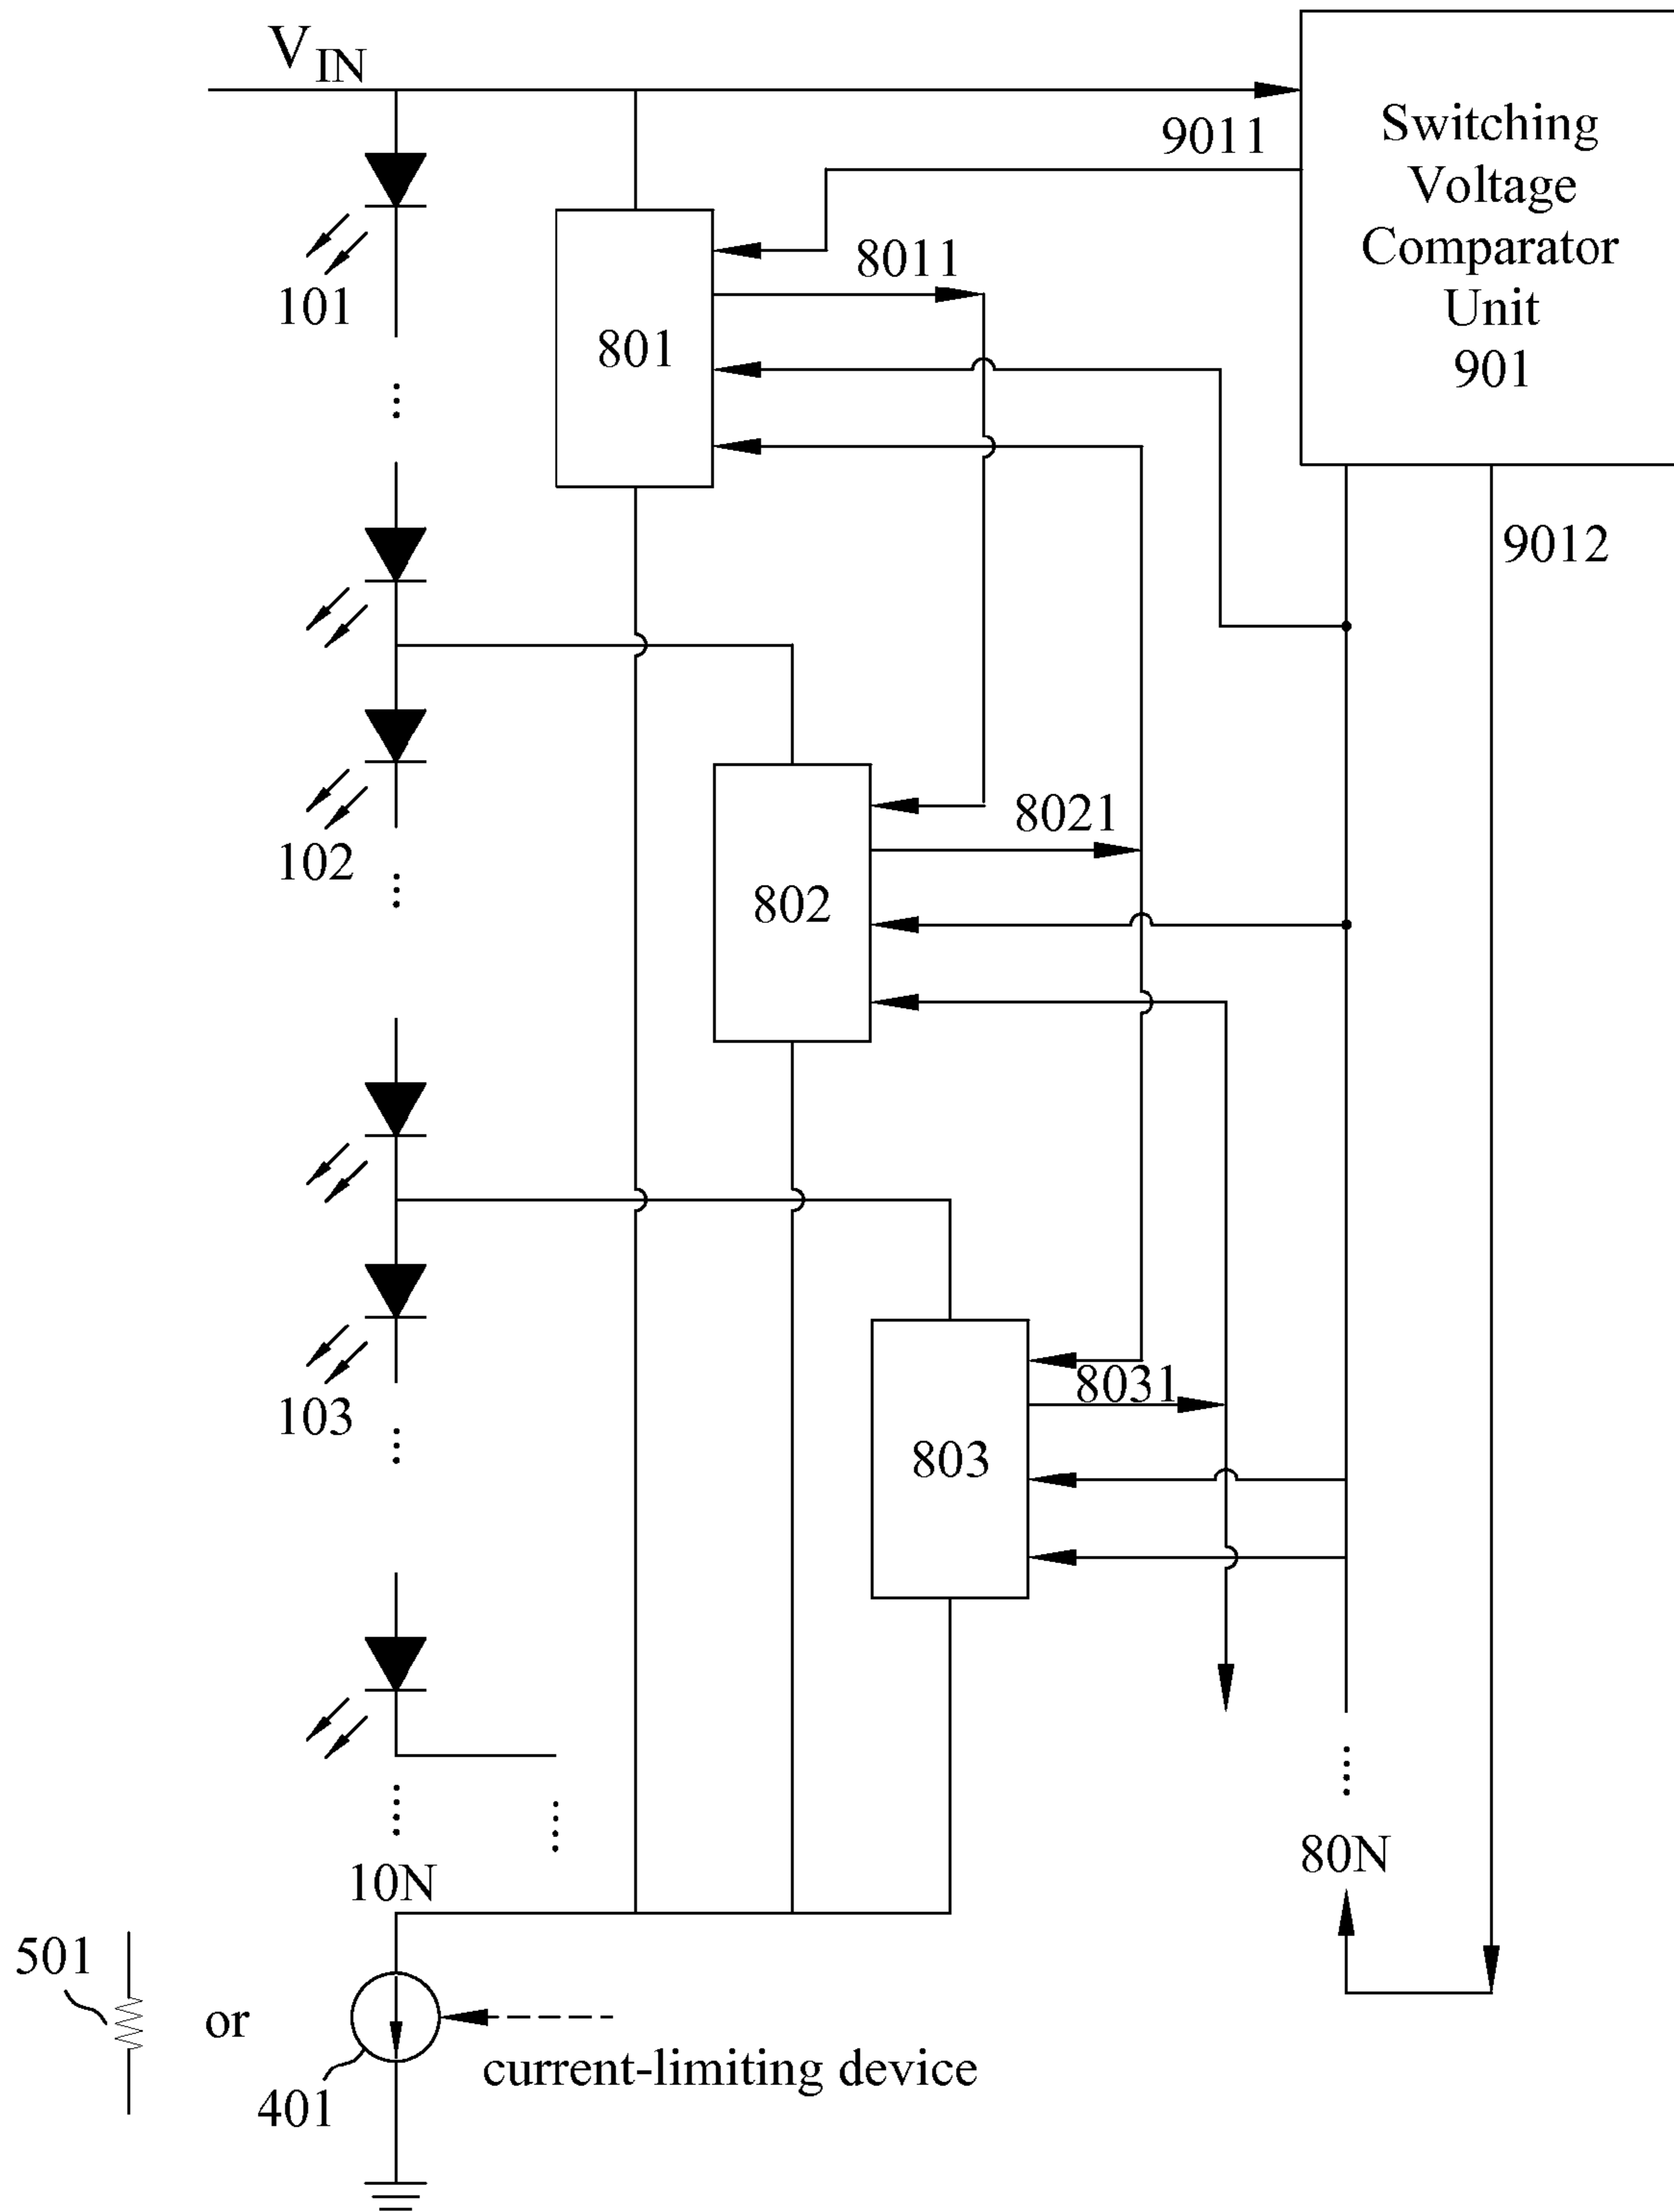 VIN
Switching
Voltage
Comparator
Unit
901
9011
8011
101
801
9012
8021
102
802
8031
103
803
80N
10N
501
or
401
current-limiting device